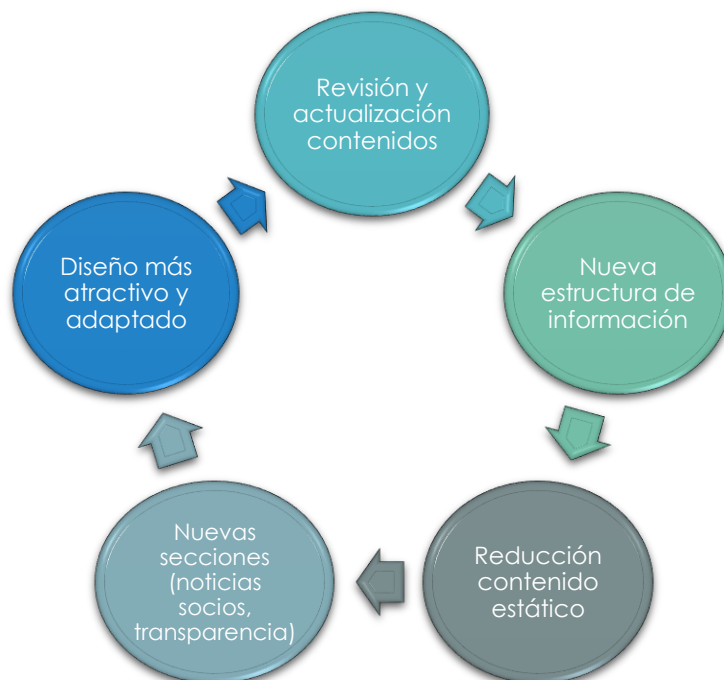 Revisión y
actualización
contenidos
Nueva
estructura de
información
Reducción
contenido
estático
Nuevas
secciones
(noticias
socios,
transparencia)
Diseño más
atractivo y
adaptado